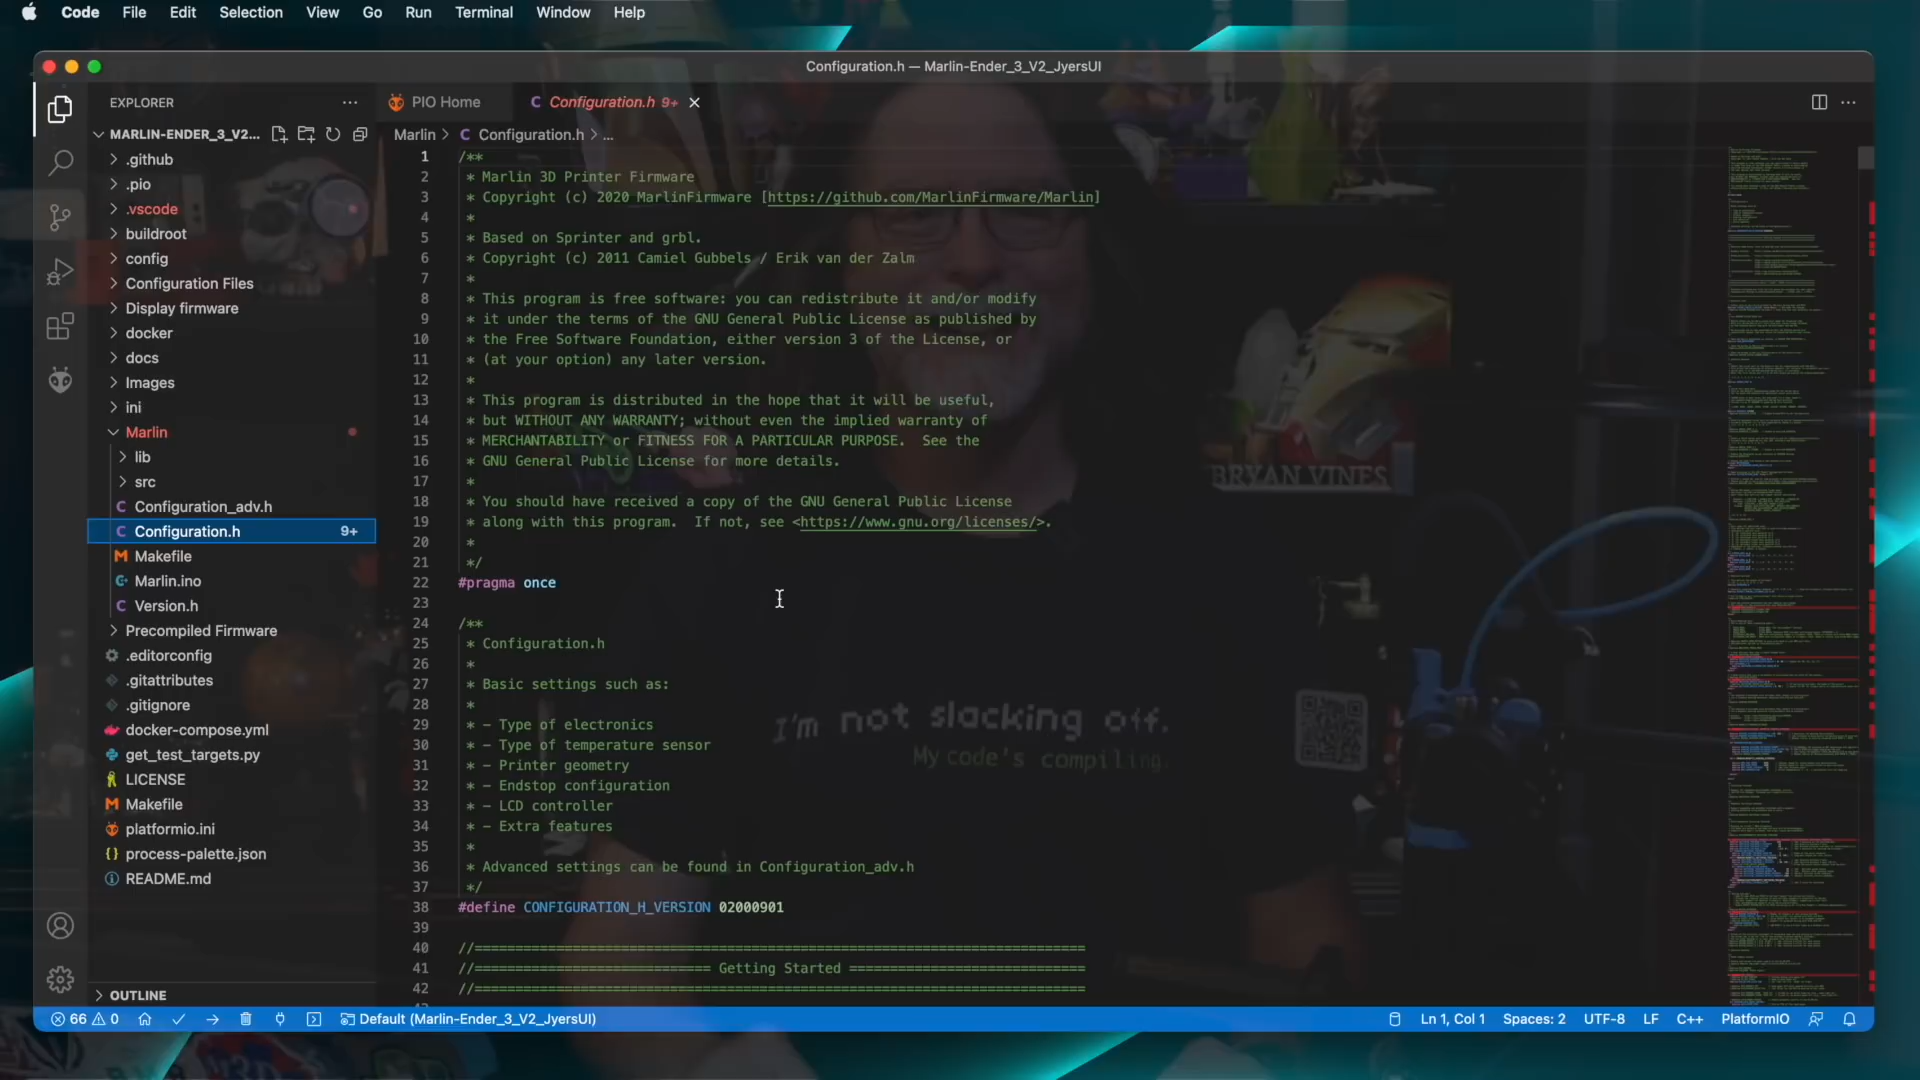 Code File Edit Selection View Go Run Terminal Window Help
Configuration.h — Marlin-Ender_3_V2_JyersUI
EXPLORER
MARLIN-ENDER_3_V2...
.github
.pio
.vscode
buildroot
config
Configuration Files
Display firmware
docker
docs
Images
ini
Marlin
lib
src
Configuration_adv.h
Configuration.h 9+
Makefile
Marlin.ino
Version.h
Precompiled Firmware
.editorconfig
.gitattributes
.gitignore
docker-compose.yml
get_test_targets.py
LICENSE
Makefile
platformio.ini
process-palette.json
README.md
OUTLINE
PIO Home
Configuration.h 9+
Marlin > Configuration.h > ...
1 /**
2 * Marlin 3D Printer Firmware
3 * Copyright (c) 2020 MarlinFirmware [https://github.com/MarlinFirmware/Marlin]
4 *
5 * Based on Sprinter and grbl.
6 * Copyright (c) 2011 Camiel Gubbels / Erik van der Zalm
7 *
8 * This program is free software: you can redistribute it and/or modify
9 * it under the terms of the GNU General Public License as published by
10 * the Free Software Foundation, either version 3 of the License, or
11 * (at your option) any later version.
12 *
13 * This program is distributed in the hope that it will be useful,
14 * but WITHOUT ANY WARRANTY; without even the implied warranty of
15 * MERCHANTABILITY or FITNESS FOR A PARTICULAR PURPOSE.  See the
16 * GNU General Public License for more details.
17 *
18 * You should have received a copy of the GNU General Public License
19 * along with this program.  If not, see <https://www.gnu.org/licenses/>.
20 *
21 */
22 #pragma once
23
24 /**
25 * Configuration.h
26 *
27 * Basic settings such as:
28 *
29 * - Type of electronics
30 * - Type of temperature sensor
31 * - Printer geometry
32 * - Endstop configuration
33 * - LCD controller
34 * - Extra features
35 *
36 * Advanced settings can be found in Configuration_adv.h
37 */
38 #define CONFIGURATION_H_VERSION 02000901
39
40 //===========================================================================
41 //============================= Getting Started =============================
42 //===========================================================================
BRYAN VINES
I'm not slacking off.
My code's compiling.
66 0 Default (Marlin-Ender_3_V2_JyersUI) Ln 1, Col 1 Spaces: 2 UTF-8 LF C++ PlatformIO